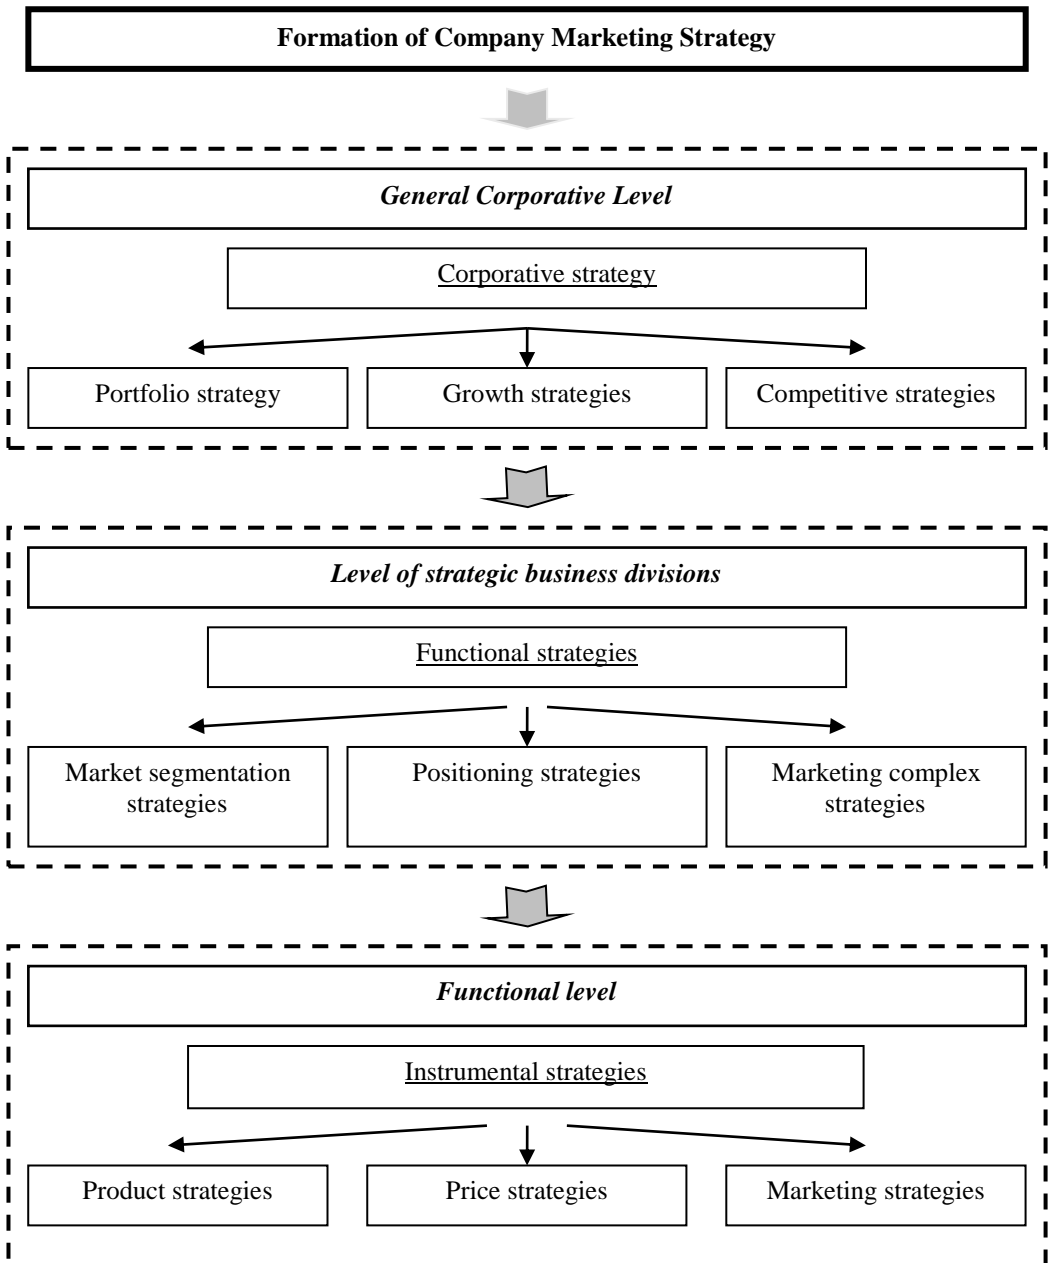 Formation of Company Marketing Strategy
General Corporative Level
Corporative strategy
Portfolio strategy
Growth strategies
Competitive strategies
Level of strategic business divisions
Functional strategies
Market segmentation
strategies
Positioning strategies
Marketing complex
strategies
Functional level
Instrumental strategies
Product strategies
Price strategies
Marketing strategies